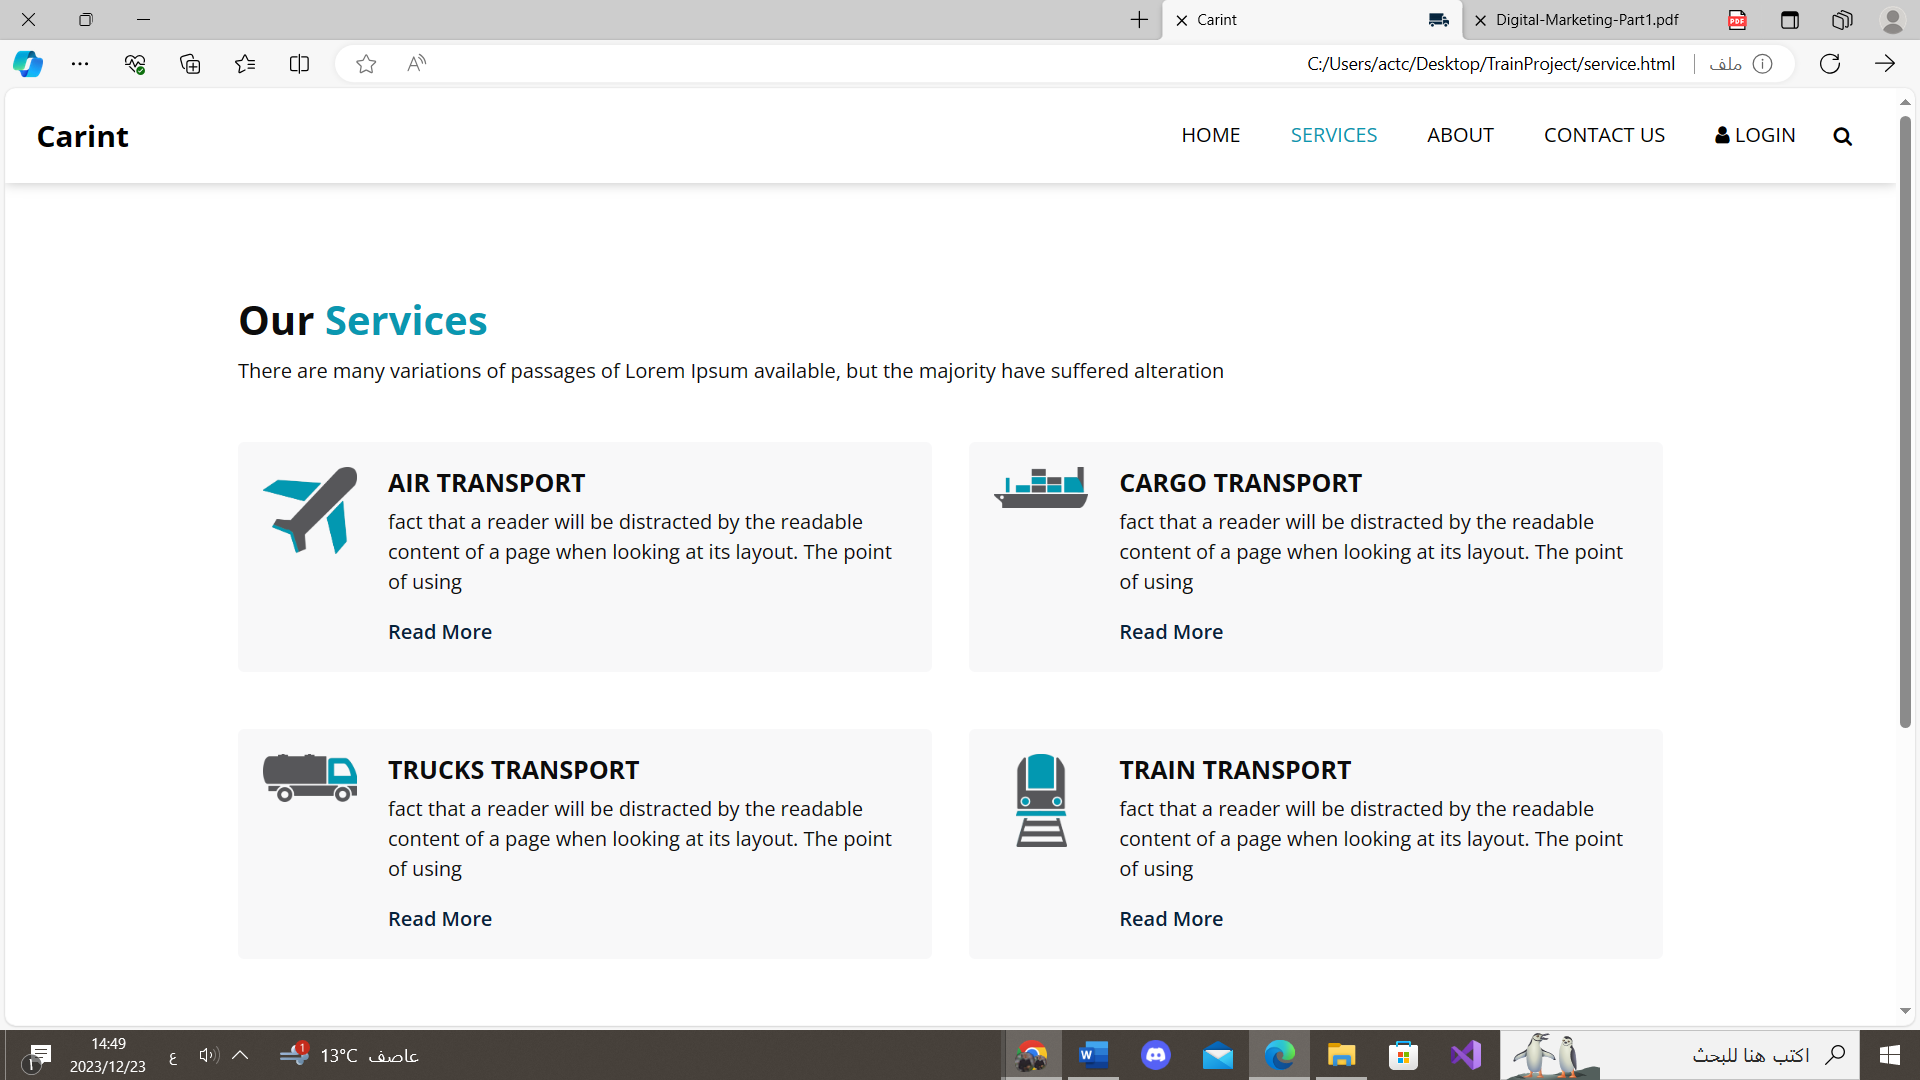 Carint
Digital-Marketing-Part1.pdf
C:/Users/actc/Desktop/TrainProject/service.html
ملف
Carint
HOME
SERVICES
ABOUT
CONTACT US
LOGIN
Our Services
There are many variations of passages of Lorem Ipsum available, but the majority have suffered alteration
AIR TRANSPORT
fact that a reader will be distracted by the readable
content of a page when looking at its layout. The point
of using
Read More
CARGO TRANSPORT
fact that a reader will be distracted by the readable
content of a page when looking at its layout. The point
of using
Read More
TRUCKS TRANSPORT
fact that a reader will be distracted by the readable
content of a page when looking at its layout. The point
of using
Read More
TRAIN TRANSPORT
fact that a reader will be distracted by the readable
content of a page when looking at its layout. The point
of using
Read More
14:49
2023/12/23
ع
1
13°C عاصف
اكتب هنا للبحث